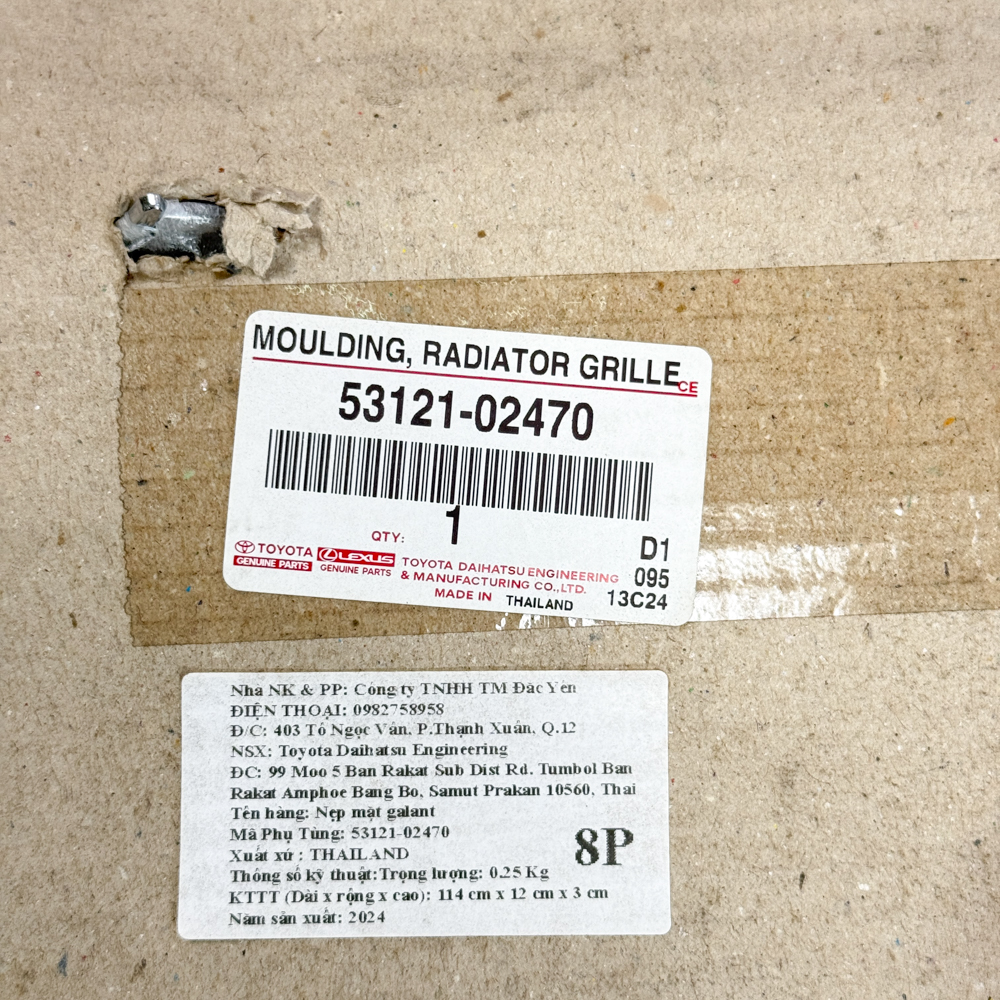 MOULDING, RADIATOR GRILLE
CE
53121-02470
QTY: 1
TOYOTA
GENUINE PARTS
LEXUS
GENUINE PARTS
TOYOTA DAIHATSU ENGINEERING
& MANUFACTURING CO.,LTD.
MADE IN THAILAND
D1
095
13C24
Nhà NK & PP: Công ty TNHH TM Đắc Yến
ĐIỆN THOẠI: 0982758958
Đ/C: 403 Tô Ngọc Vân, P.Thạnh Xuân, Q.12
NSX: Toyota Daihatsu Engineering
ĐC: 99 Moo 5 Ban Rakat Sub Dist Rd. Tumbol Ban
Rakat Amphoe Bang Bo, Samut Prakan 10560, Thai
Tên hàng: Nẹp mặt galant
Mã Phụ Tùng: 53121-02470
Xuất xứ : THAILAND
Thông số kỹ thuật:Trọng lượng: 0.25 Kg
KTTT (Dài x rộng x cao): 114 cm x 12 cm x 3 cm
Năm sản xuất: 2024
8P